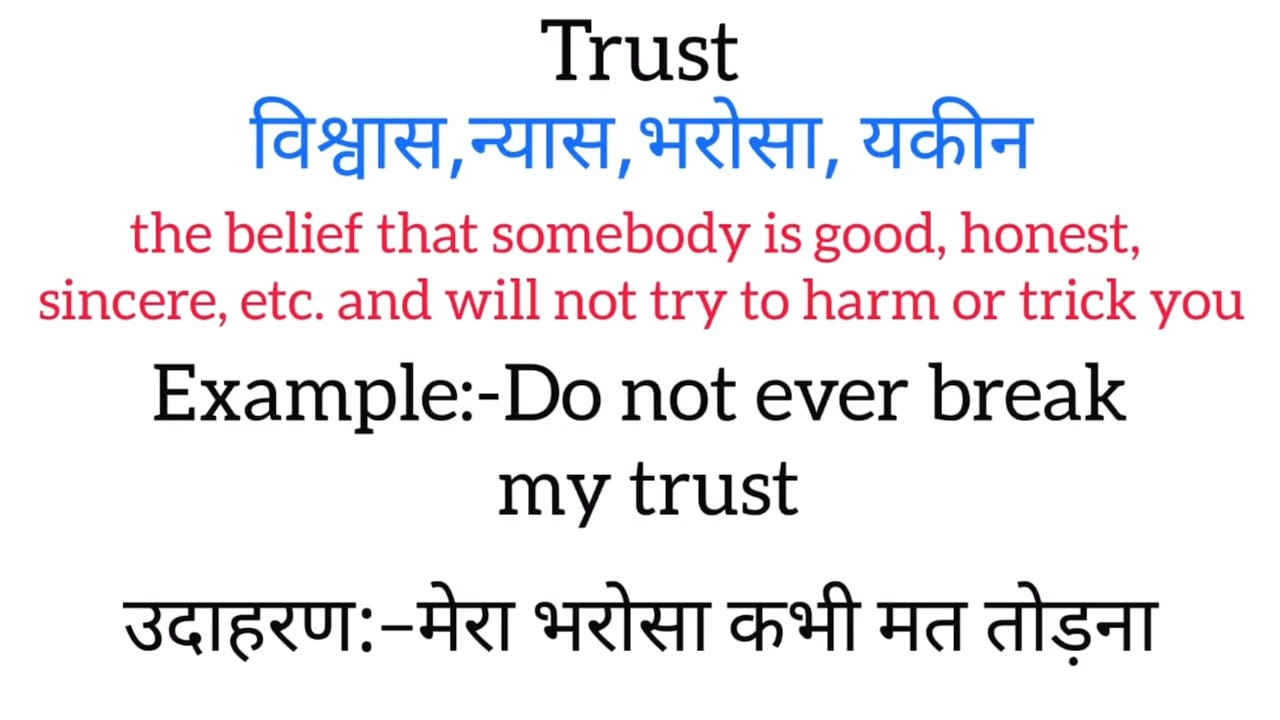 Trust
विश्वास,न्यास,भरोसा, यकीन
the belief that somebody is good, honest,
sincere, etc. and will not try to harm or trick you
Example:-Do not ever break
my trust
उदाहरण:–मेरा भरोसा कभी मत तोड़ना